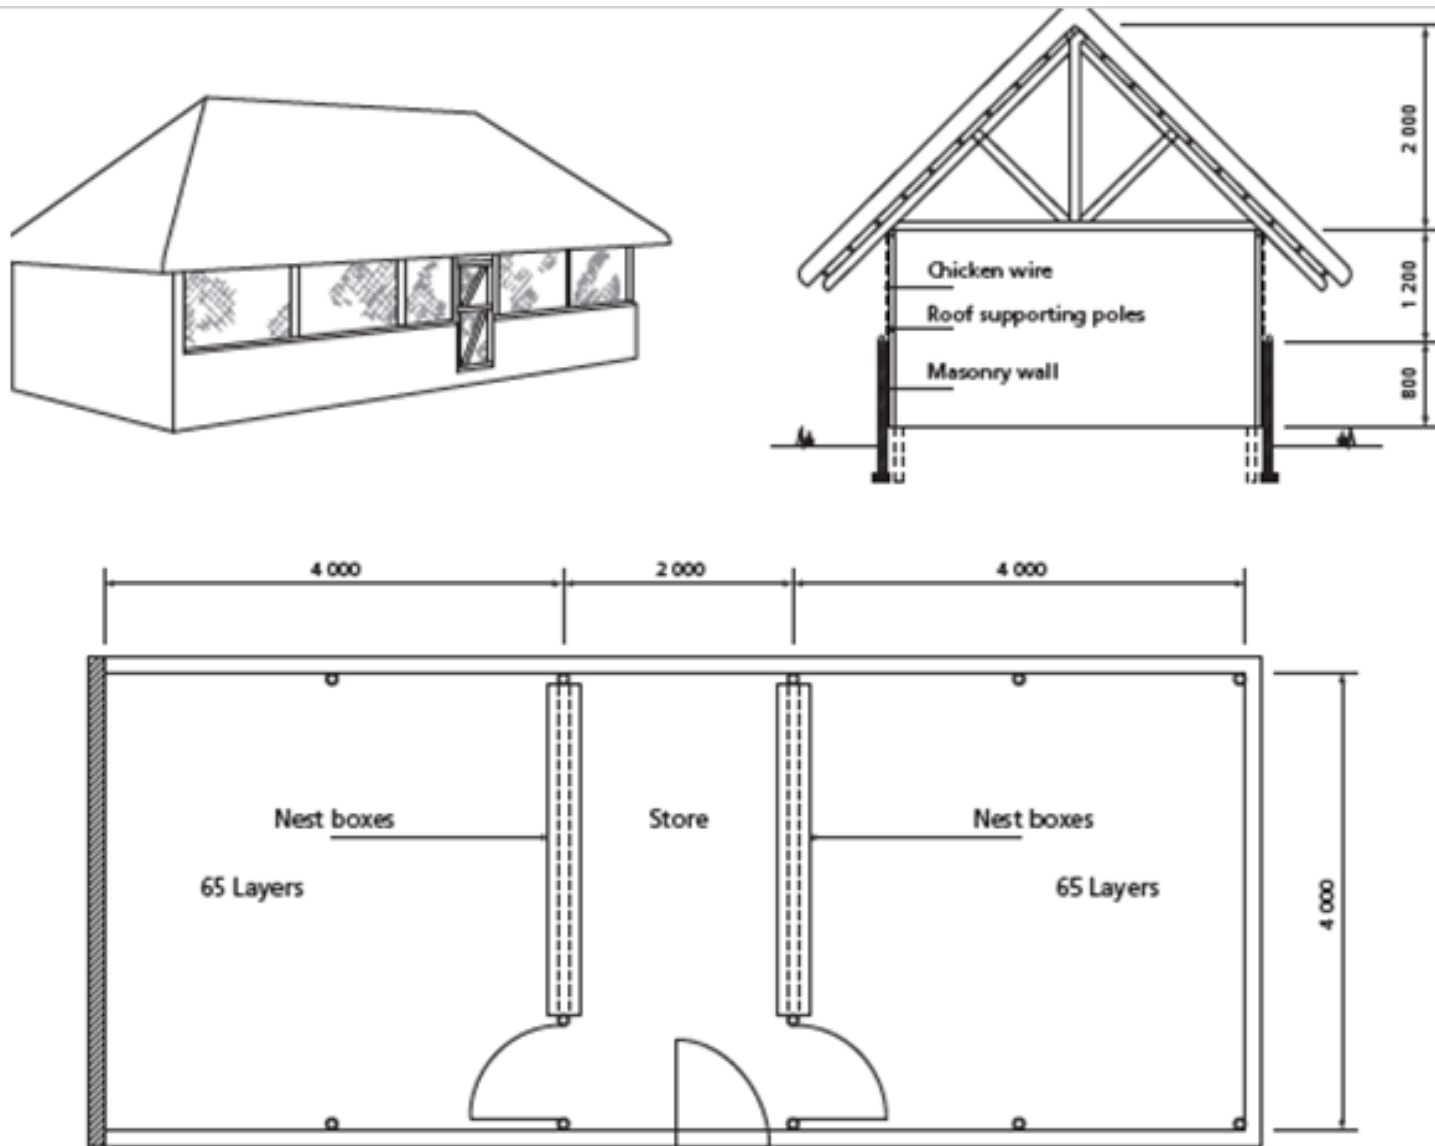 2 000
1 200
800
Chicken wire
Roof supporting poles
Masonry wall
4 000
2 000
4 000
Nest boxes
Store
Nest boxes
65 Layers
65 Layers
4 000